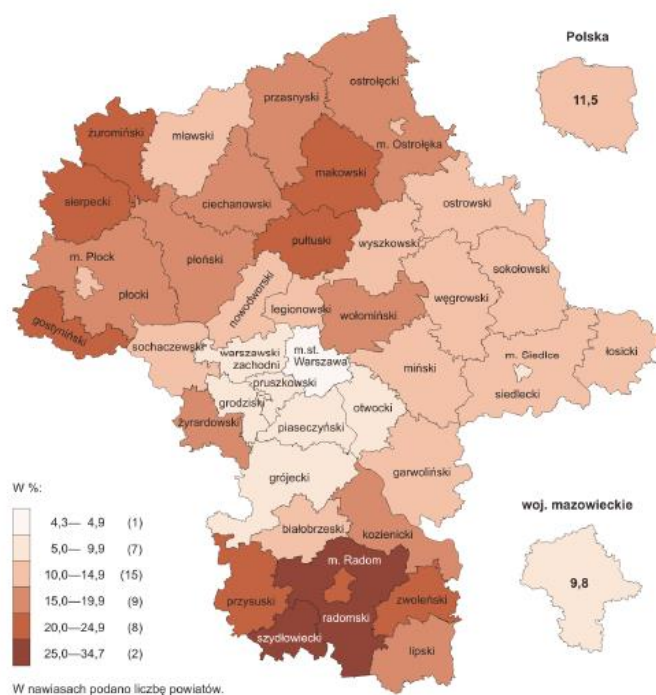 Polska
11,5
ostrołęcki
przasnyski
żuromiński
mławski
m. Ostrołęka
makowski
sierpecki
ciechanowski
ostrowski
pułtuski
wyszkowski
m. Płock
płoński
sokołowski
płocki
nowodworski
węgrowski
legionowski
wołomiński
gostyniński
sochaczewski
warszawski
zachodni
m.st.
Warszawa
m. Siedlce
łosicki
miński
pruszkowski
siedlecki
grodziski
otwocki
piaseczyński
żyrardowski
garwoliński
grójecki
W %:
woj. mazowieckie
4,3— 4,9 (1)
białobrzeski
kozienicki
5,0— 9,9 (7)
10,0—14,9 (15)
m. Radom
9,8
15,0—19,9 (9)
przysuski
zwoleński
20,0—24,9 (8)
radomski
25,0—34,7 (2)
szydłowiecki
lipski
W nawiasach podano liczbę powiatów.